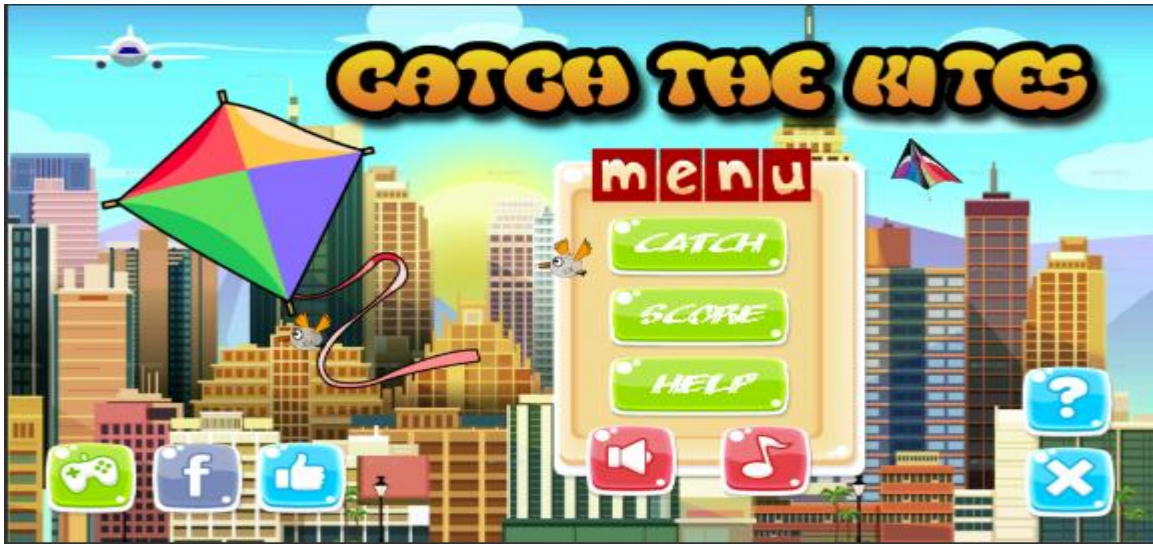 CATCH THE KITES
menu
CATCH
SCORE
HELP
?
f